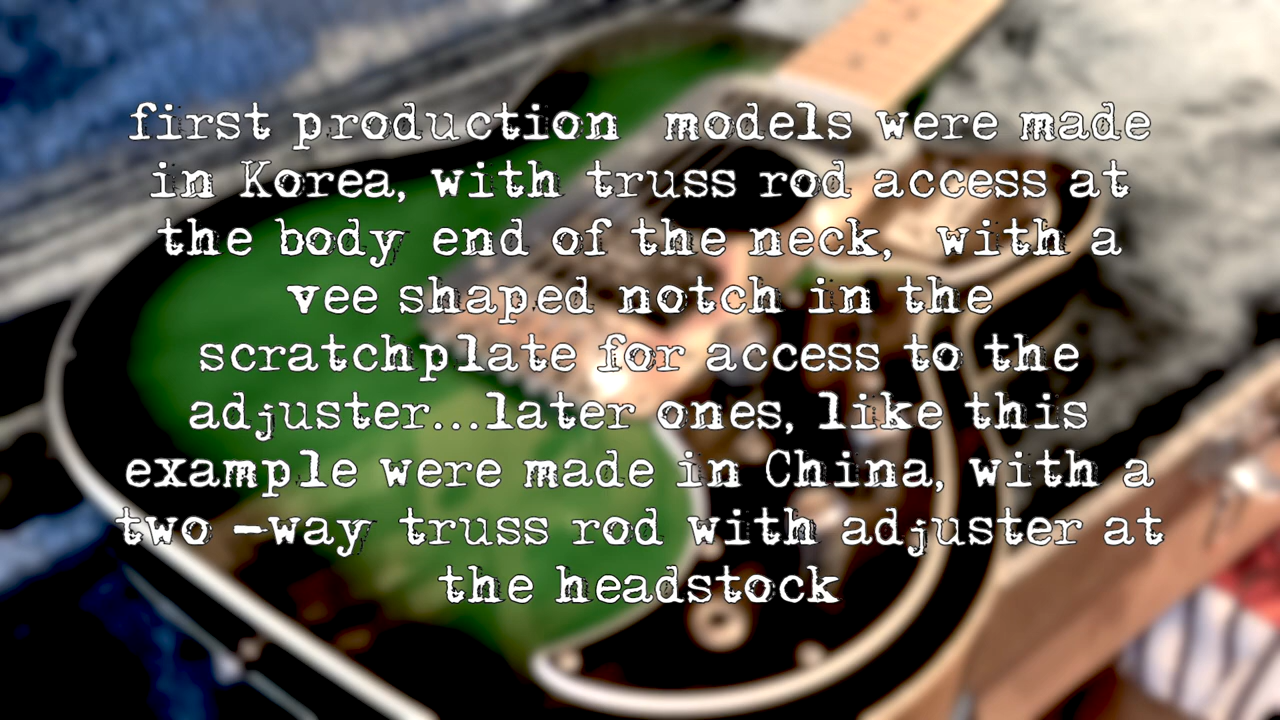 first production models were made
in Korea, with truss rod access at
the body end of the neck, with a
vee shaped notch in the
scratchplate for access to the
adjuster...later ones, like this
example were made in China, with a
two -way truss rod with adjuster at
the headstock